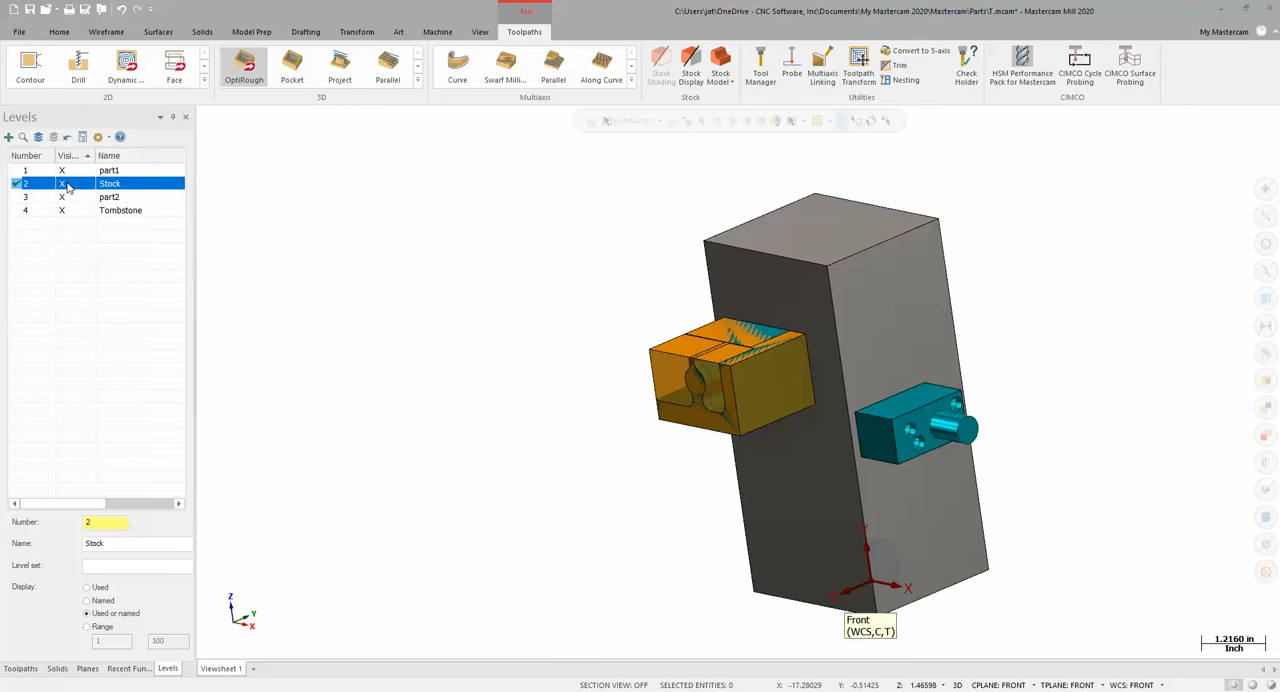 Mill
C:\Users\jat\OneDrive - CNC Software, Inc\Documents\My Mastercam 2020\Mastercam\Parts\T.mcam* - Mastercam Mill 2020
File Home Wireframe Surfaces Solids Model Prep Drafting Transform Art Machine View Toolpaths
My Mastercam
Contour Drill Dynamic ... Face
OptiRough Pocket Project Parallel
Curve Swarf Milli... Parallel Along Curve
Stock Shading Stock Display Stock Model
Tool Manager Probe Multiaxis Linking Toolpath Transform
Convert to 5-axis
Trim
Nesting
Check Holder
HSM Performance Pack for Mastercam CIMCO Cycle Probing CIMCO Surface Probing
2D 3D Multiaxis Stock Utilities CIMCO
Levels
AutoCursor
Number Visi... Name
1 X part1
2 X Stock
3 X part2
4 X Tombstone
Number: 2
Name: Stock
Level set:
Display: Used
Named
Used or named
Range
1 100
Z
Y
X
Y
X
Z
Front
(WCS,C,T)
1.2160 in
Inch
Toolpaths Solids Planes Recent Fun... Levels Viewsheet 1 +
SECTION VIEW: OFF SELECTED ENTITIES: 0 X: -17.28029 Y: -0.51425 Z: 1.46598 3D CPLANE: FRONT TPLANE: FRONT WCS: FRONT